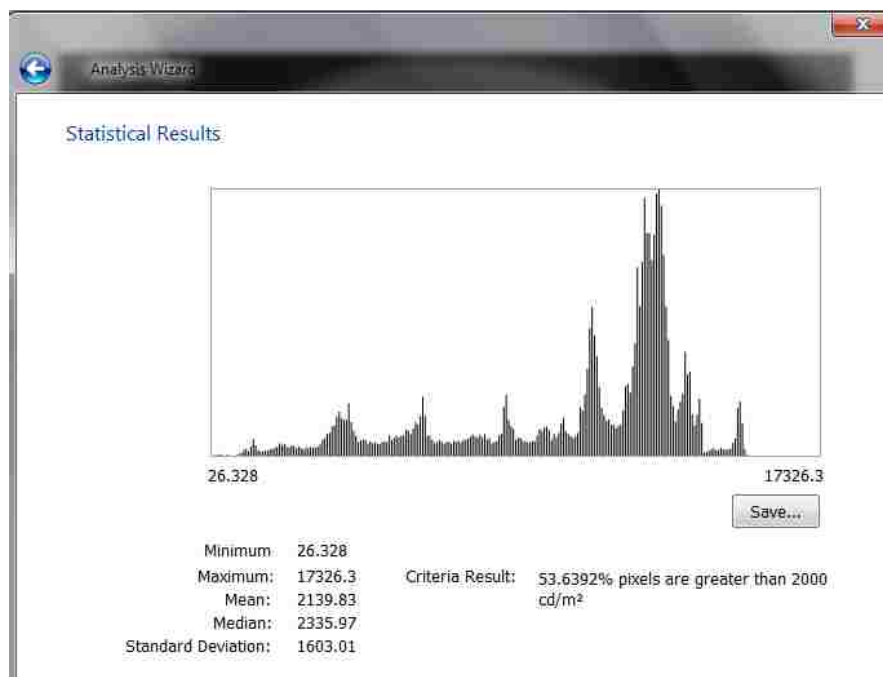 Analysis Wizard
Statistical Results
26.328
17326.3
Save...
Minimum 26.328
Maximum: 17326.3
Mean: 2139.83
Median: 2335.97
Standard Deviation: 1603.01
Criteria Result: 53.6392% pixels are greater than 2000
cd/m²